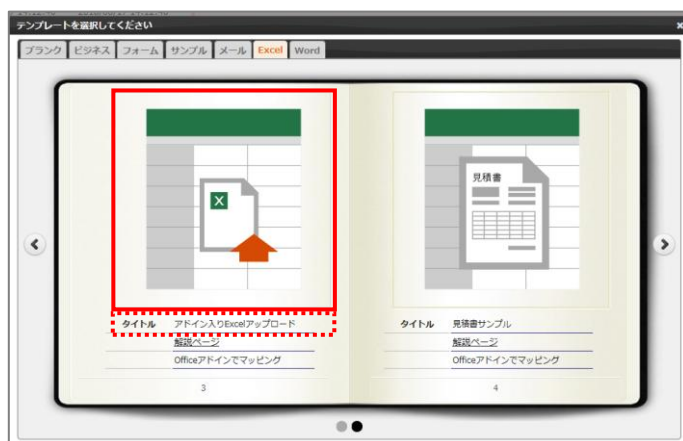 テンプレートを選択してください
ブランク ビジネス フォーム サンプル メール Excel Word
見積書
タイトル アドイン入りExcelアップロード
解説ページ
Officeアドインでマッピング
3
タイトル 見積書サンプル
解説ページ
Officeアドインでマッピング
4